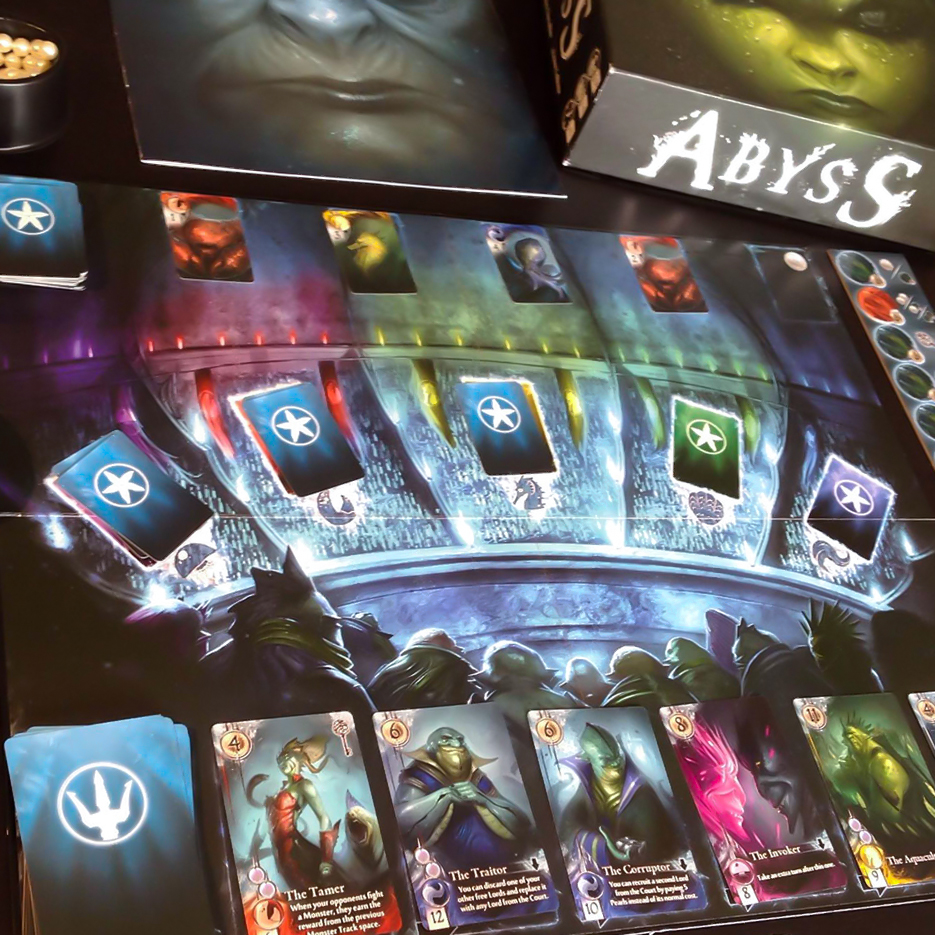 ABYSS
4
6
6
8
11
The Tamer
When your opponents fight
a Monster, they earn the
reward from the previous
Monster Track space.
6
The Traitor
You can discard one of your
other free Lords and replace it
with any Lord from the Court.
12
The Corruptor
You can recruit a second Lord
from the Court by paying 5
Pearls instead of its normal cost.
10
The Invoker
Take an extra turn after this one.
8
The
9